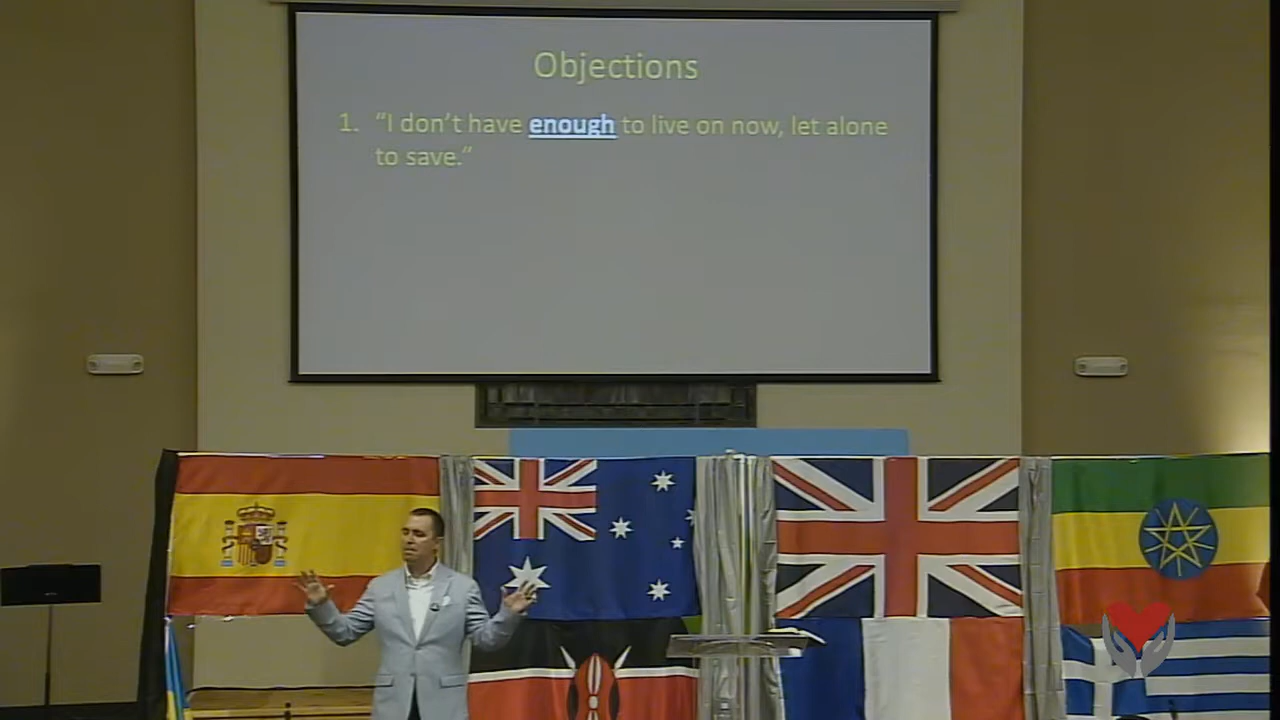 Objections
1. “I don’t have enough to live on now, let alone
to save.“